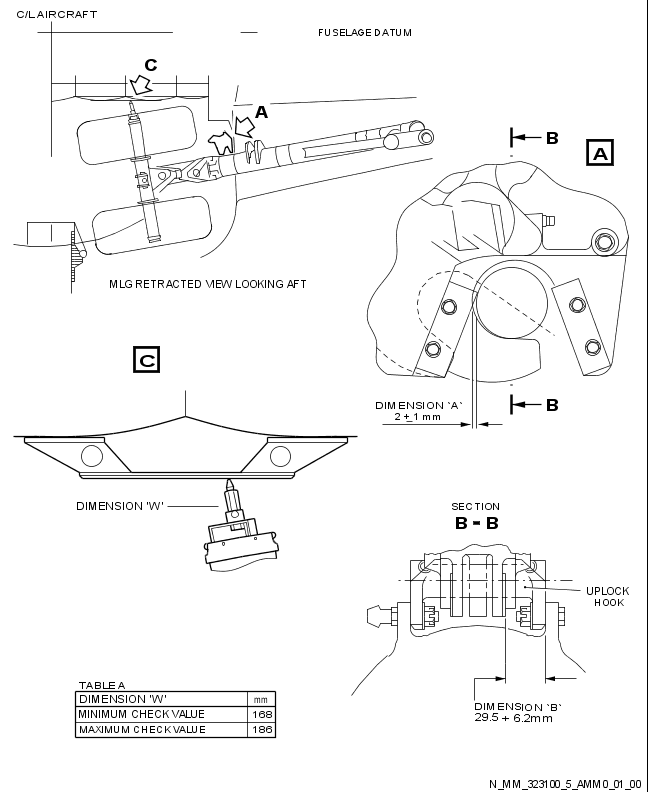 C/L AIRCRAFT
FUSELAGE DATUM
C
A
B
A
MLG RETRACTED VIEW LOOKING AFT
C
DIMENSION `A`
2 ± 1 mm
B
DIMENSION 'W'
SECTION
B - B
UPLOCK
HOOK
TABLE A
DIMENSION 'W' mm
MINIMUM CHECK VALUE 168
MAXIMUM CHECK VALUE 186
DIMENSION `B`
29.5 ± 6.2mm
N_MM_323100_5_AMM0_01_00